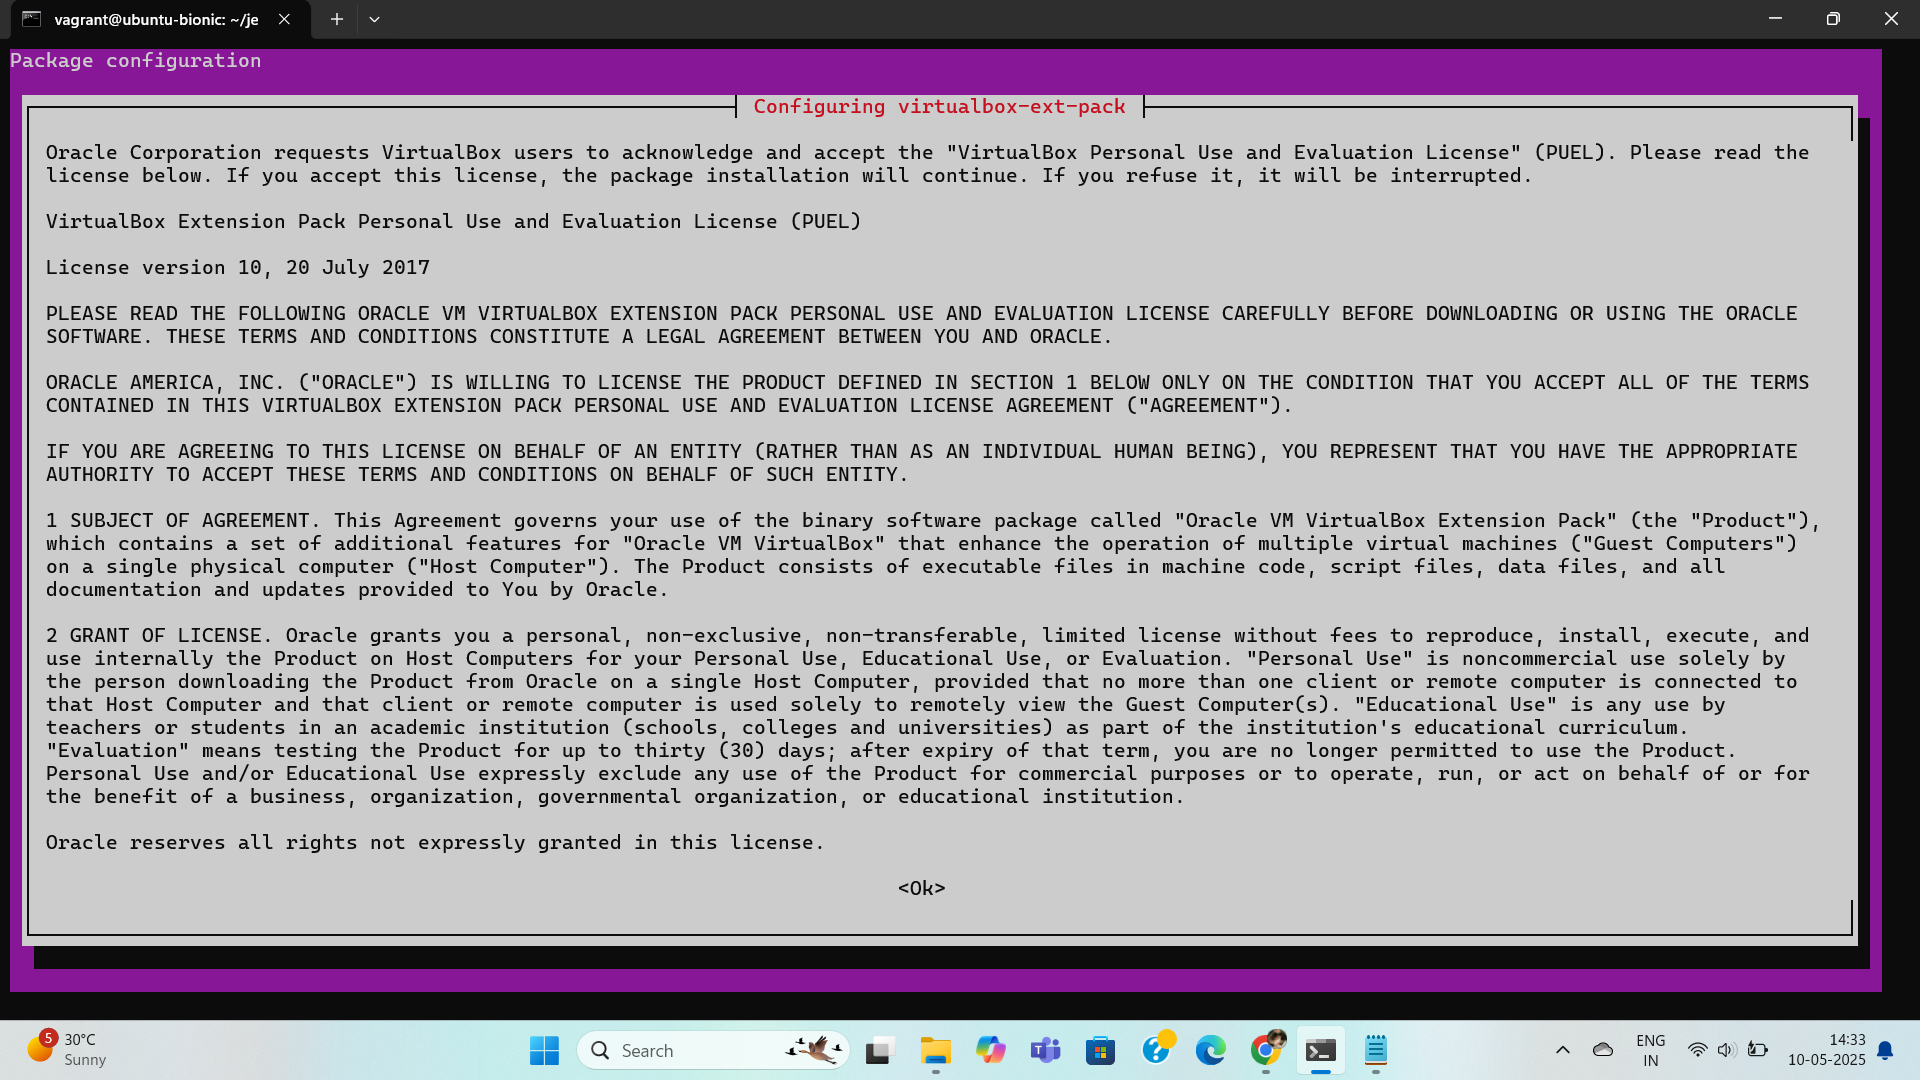 vagrant@ubuntu-bionic: ~/je
Package configuration
Configuring virtualbox-ext-pack
Oracle Corporation requests VirtualBox users to acknowledge and accept the "VirtualBox Personal Use and Evaluation License" (PUEL). Please read the
license below. If you accept this license, the package installation will continue. If you refuse it, it will be interrupted.
VirtualBox Extension Pack Personal Use and Evaluation License (PUEL)
License version 10, 20 July 2017
PLEASE READ THE FOLLOWING ORACLE VM VIRTUALBOX EXTENSION PACK PERSONAL USE AND EVALUATION LICENSE CAREFULLY BEFORE DOWNLOADING OR USING THE ORACLE
SOFTWARE. THESE TERMS AND CONDITIONS CONSTITUTE A LEGAL AGREEMENT BETWEEN YOU AND ORACLE.
ORACLE AMERICA, INC. ("ORACLE") IS WILLING TO LICENSE THE PRODUCT DEFINED IN SECTION 1 BELOW ONLY ON THE CONDITION THAT YOU ACCEPT ALL OF THE TERMS
CONTAINED IN THIS VIRTUALBOX EXTENSION PACK PERSONAL USE AND EVALUATION LICENSE AGREEMENT ("AGREEMENT").
IF YOU ARE AGREEING TO THIS LICENSE ON BEHALF OF AN ENTITY (RATHER THAN AS AN INDIVIDUAL HUMAN BEING), YOU REPRESENT THAT YOU HAVE THE APPROPRIATE
AUTHORITY TO ACCEPT THESE TERMS AND CONDITIONS ON BEHALF OF SUCH ENTITY.
1 SUBJECT OF AGREEMENT. This Agreement governs your use of the binary software package called "Oracle VM VirtualBox Extension Pack" (the "Product"),
which contains a set of additional features for "Oracle VM VirtualBox" that enhance the operation of multiple virtual machines ("Guest Computers")
on a single physical computer ("Host Computer"). The Product consists of executable files in machine code, script files, data files, and all
documentation and updates provided to You by Oracle.
2 GRANT OF LICENSE. Oracle grants you a personal, non-exclusive, non-transferable, limited license without fees to reproduce, install, execute, and
use internally the Product on Host Computers for your Personal Use, Educational Use, or Evaluation. "Personal Use" is noncommercial use solely by
the person downloading the Product from Oracle on a single Host Computer, provided that no more than one client or remote computer is connected to
that Host Computer and that client or remote computer is used solely to remotely view the Guest Computer(s). "Educational Use" is any use by
teachers or students in an academic institution (schools, colleges and universities) as part of the institution's educational curriculum.
"Evaluation" means testing the Product for up to thirty (30) days; after expiry of that term, you are no longer permitted to use the Product.
Personal Use and/or Educational Use expressly exclude any use of the Product for commercial purposes or to operate, run, or act on behalf of or for
the benefit of a business, organization, governmental organization, or educational institution.
Oracle reserves all rights not expressly granted in this license.
<Ok>
5
30°C
Sunny
Search
ENG
IN
14:33
10-05-2025